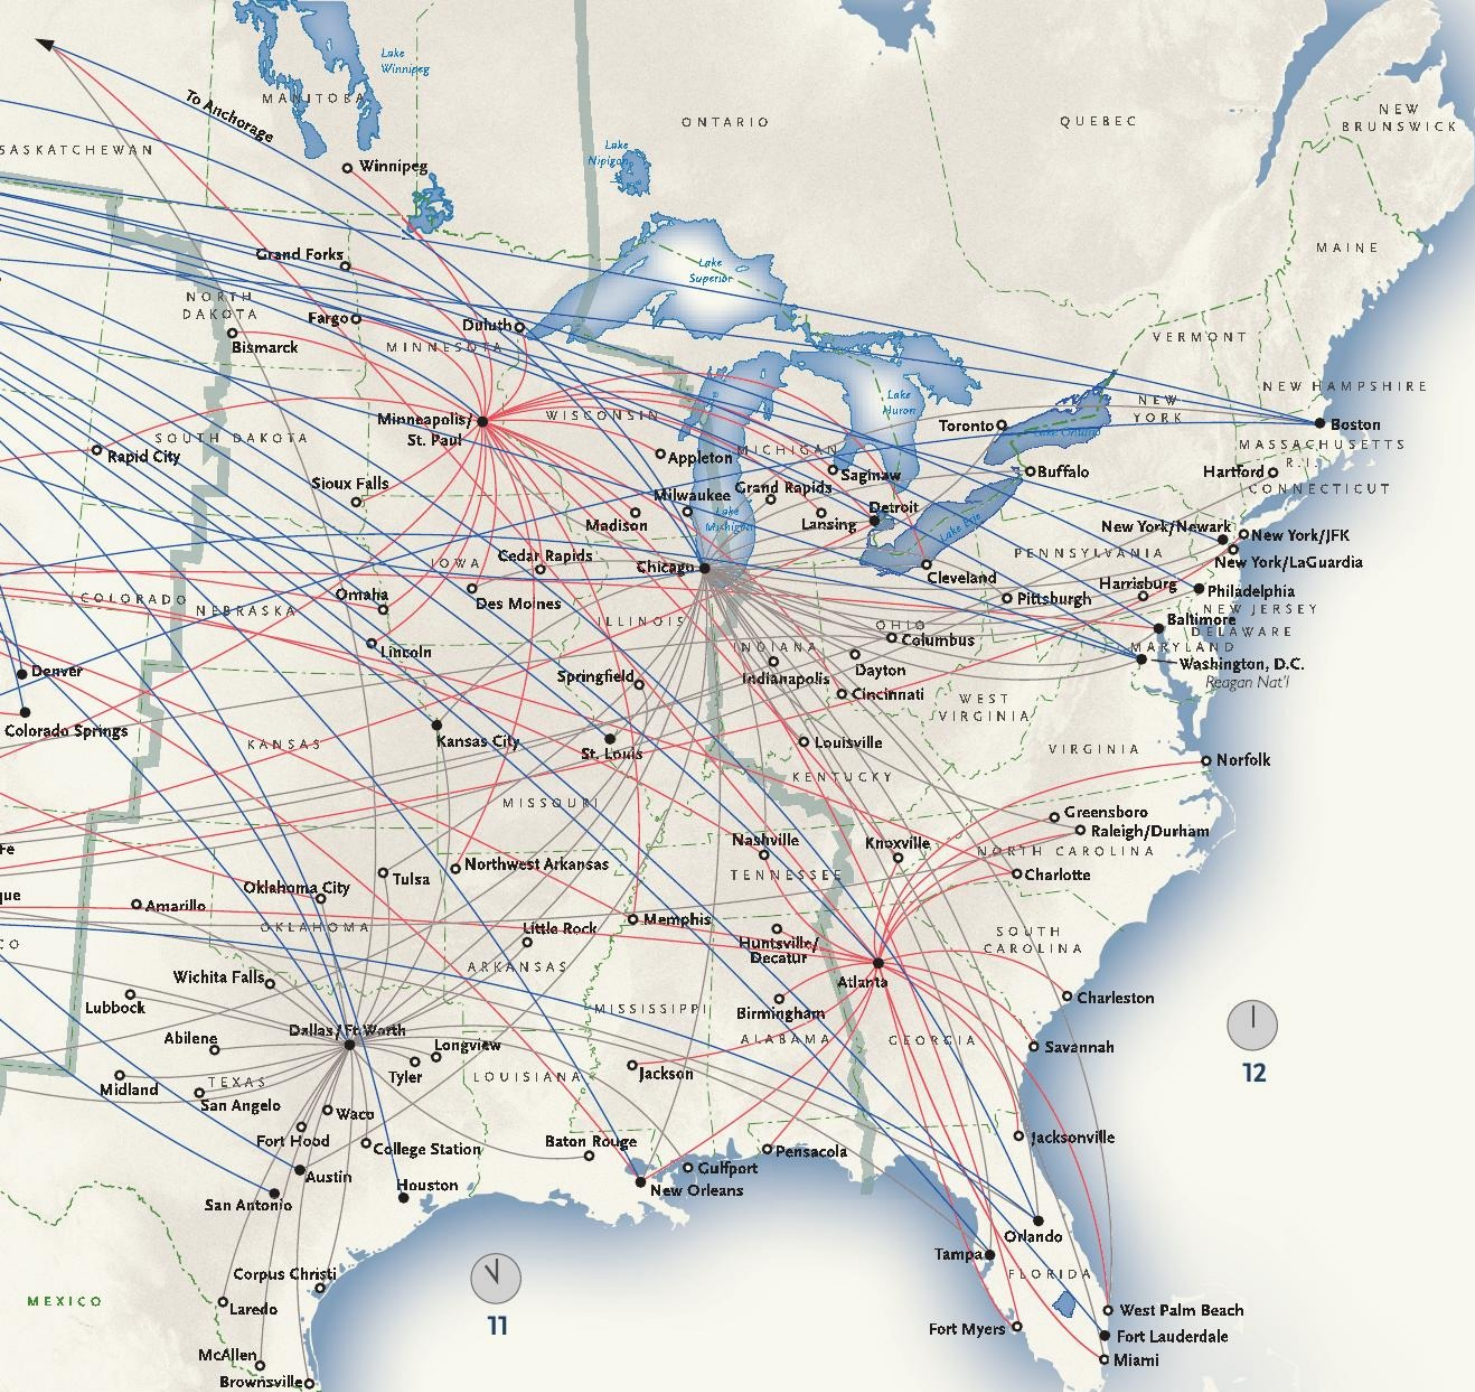 Lake
Winnipeg
MANITOBA
To Anchorage
ONTARIO
QUEBEC
NEW
BRUNSWICK
SASKATCHEWAN
Lake
Nipigon
Winnipeg
MAINE
Grand Forks
Lake
Superior
NORTH
DAKOTA
Fargo
Duluth
Bismarck
MINNESOTA
VERMONT
NEW HAMPSHIRE
Lake
Huron
NEW
YORK
Minneapolis/
St. Paul
WISCONSIN
Toronto
Lake Ontario
Boston
SOUTH DAKOTA
Rapid City
Appleton
MICHIGAN
MASSACHUSETTS
R.I.
Saginaw
Buffalo
Hartford
CONNECTICUT
Sioux Falls
Milwaukee
Grand Rapids
Madison
Lake
Michigan
Lansing
Detroit
Lake Erie
New York/Newark
New York/JFK
New York/LaGuardia
PENNSYLVANIA
IOWA
Cedar Rapids
Chicago
Cleveland
Harrisburg
Philadelphia
COLORADO
NEBRASKA
Omaha
Des Moines
Pittsburgh
NEW JERSEY
Baltimore
DELAWARE
ILLINOIS
OHIO
Columbus
MARYLAND
Lincoln
INDIANA
Washington, D.C.
Reagan Nat'l
Denver
Springfield
Indianapolis
Dayton
Cincinnati
WEST
VIRGINIA
Colorado Springs
KANSAS
Kansas City
St. Louis
Louisville
VIRGINIA
Norfolk
KENTUCKY
MISSOURI
Greensboro
Raleigh/Durham
Fe
Nashville
Knoxville
NORTH CAROLINA
Northwest Arkansas
Tulsa
TENNESSEE
Charlotte
que
Oklahoma City
Amarillo
OKLAHOMA
Little Rock
Memphis
Huntsville/
Decatur
SOUTH
CAROLINA
CO
ARKANSAS
Wichita Falls
Atlanta
Lubbock
MISSISSIPPI
Birmingham
Charleston
Abilene
Dallas/Ft. Worth
Longview
ALABAMA
GEORGIA
Savannah
Midland
TEXAS
Tyler
LOUISIANA
Jackson
12
San Angelo
Waco
Fort Hood
College Station
Baton Rouge
Pensacola
Jacksonville
Austin
Gulfport
San Antonio
Houston
New Orleans
Orlando
Tampa
Corpus Christi
FLORIDA
MEXICO
Laredo
11
Fort Myers
West Palm Beach
Fort Lauderdale
McAllen
Miami
Brownsville